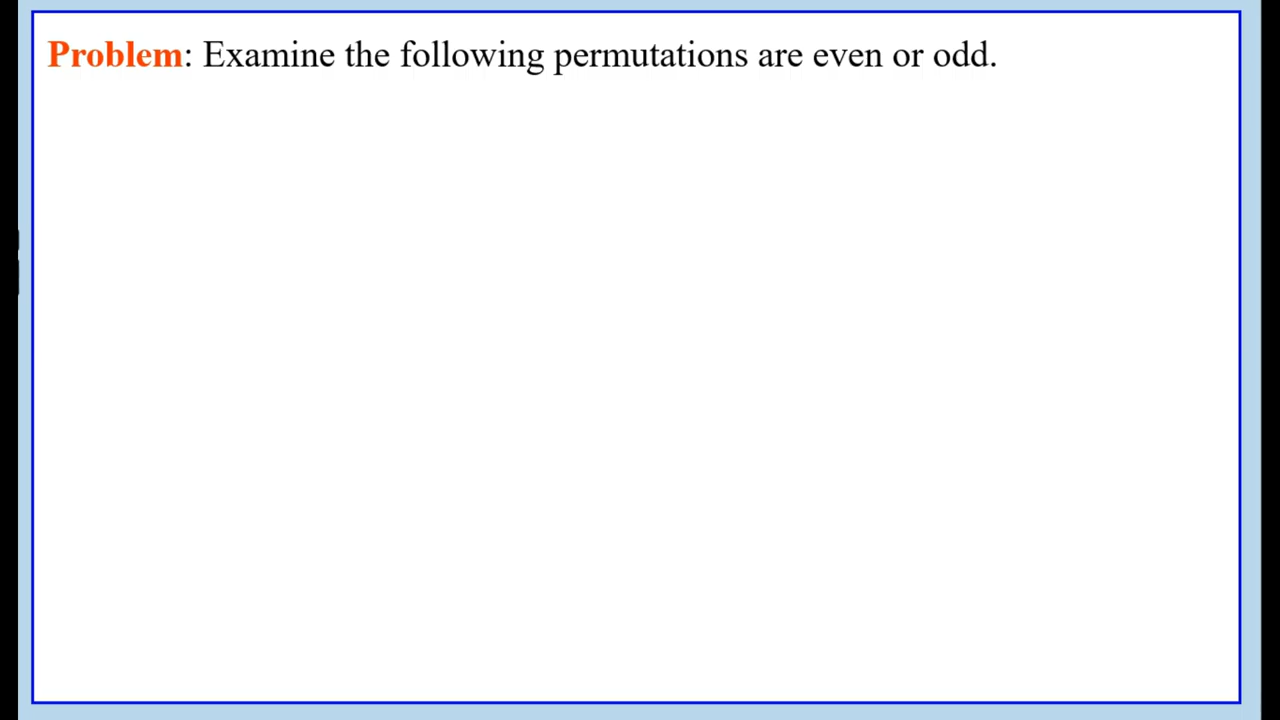 Problem: Examine the following permutations are even or odd.